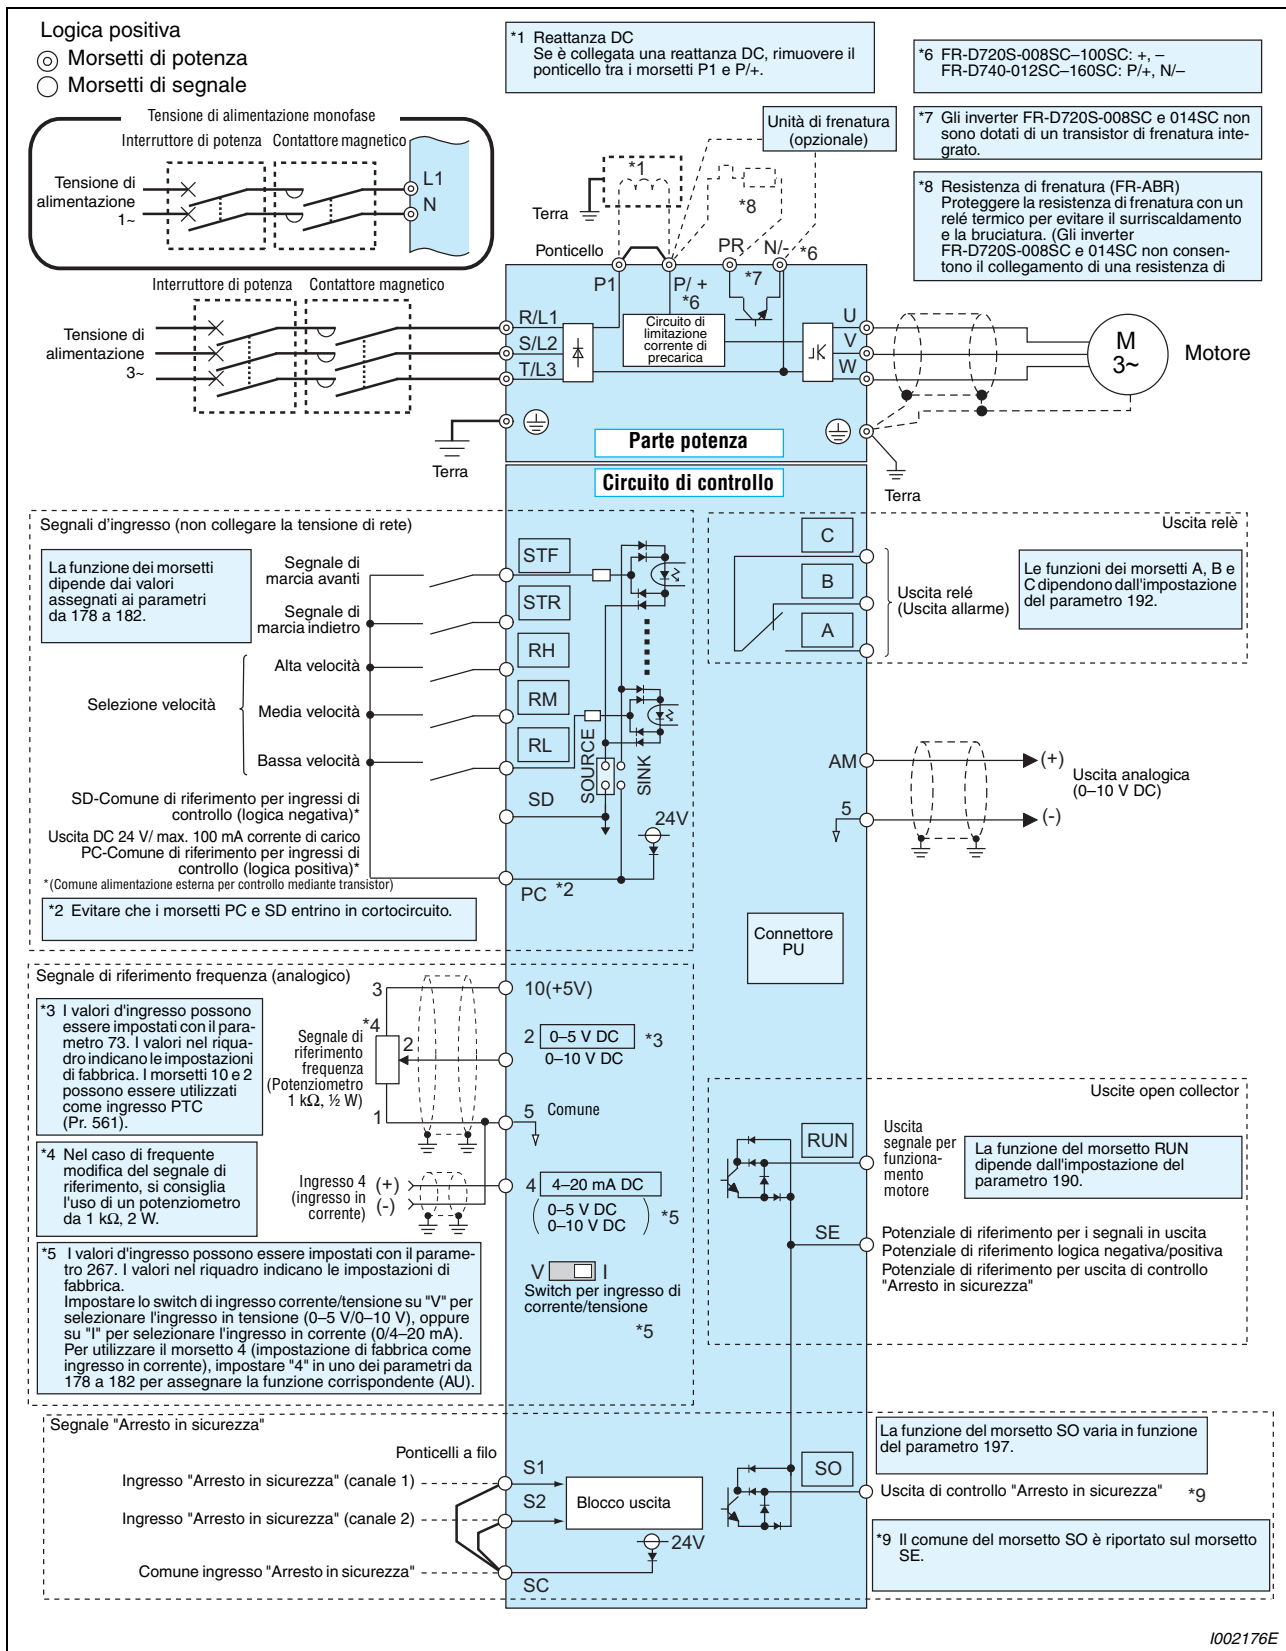 Logica positiva
Morsetti di potenza
Morsetti di segnale
*1 Reattanza DC
Se è collegata una reattanza DC, rimuovere il
ponticello tra i morsetti P1 e P/+.
*6 FR-D720S-008SC–100SC: +, –
FR-D740-012SC–160SC: P/+, N/–
*7 Gli inverter FR-D720S-008SC e 014SC non
sono dotati di un transistor di frenatura inte-
grato.
*8 Resistenza di frenatura (FR-ABR)
Proteggere la resistenza di frenatura con un
relé termico per evitare il surriscaldamento
e la bruciatura. (Gli inverter
FR-D720S-008SC e 014SC non consen-
tono il collegamento di una resistenza di
Tensione di alimentazione monofase
Interruttore di potenza
Contattore magnetico
Tensione di
alimentazione
1~
L1
N
Unità di frenatura
(opzionale)
*1
*8
Terra
Ponticello
PR
N/-
*6
P1
P/ +
*6
*7
Interruttore di potenza
Contattore magnetico
Tensione di
alimentazione
3~
R/L1
S/L2
T/L3
Circuito di
limitazione
corrente di
precarica
U
V
W
M
3~
Motore
Terra
Parte potenza
Terra
Circuito di controllo
Segnali d'ingresso (non collegare la tensione di rete)
La funzione dei morsetti
dipende dai valori
assegnati ai parametri
da 178 a 182.
Segnale di
marcia avanti
Segnale di
marcia indietro
Alta velocità
Selezione velocità
Media velocità
Bassa velocità
STF
STR
RH
RM
RL
SD
SOURCE
SINK
24V
SD-Comune di riferimento per ingressi di
controllo (logica negativa)*
Uscita DC 24 V/ max. 100 mA corrente di carico
PC-Comune di riferimento per ingressi di
controllo (logica positiva)*
*(Comune alimentazione esterna per controllo mediante transistor)
PC *2
*2 Evitare che i morsetti PC e SD entrino in cortocircuito.
Uscita relè
C
B
A
Uscita relé
(Uscita allarme)
Le funzioni dei morsetti A, B e
C dipendono dall'impostazione
del parametro 192.
AM
5
(+)
(-)
Uscita analogica
(0–10 V DC)
Connettore
PU
Segnale di riferimento frequenza (analogico)
*3 I valori d'ingresso possono
essere impostati con il para-
metro 73. I valori nel riqua-
dro indicano le impostazioni
di fabbrica. I morsetti 10 e 2
possono essere utilizzati
come ingresso PTC
(Pr. 561).
3
*4
2
1
Segnale di
riferimento
frequenza
(Potenziometro
1 kΩ, ½ W)
10(+5V)
2 0–5 V DC *3
0–10 V DC
5 Comune
*4 Nel caso di frequente
modifica del segnale di
riferimento, si consiglia
l'uso di un potenziometro
da 1 kΩ, 2 W.
Ingresso 4
(ingresso in
corrente)
(+)
(-)
4 4–20 mA DC
0–5 V DC
0–10 V DC
*5
*5 I valori d'ingresso possono essere impostati con il parame-
tro 267. I valori nel riquadro indicano le impostazioni di
fabbrica.
Impostare lo switch di ingresso corrente/tensione su "V" per
selezionare l'ingresso in tensione (0–5 V/0–10 V), oppure
su "I" per selezionare l'ingresso in corrente (0/4–20 mA).
Per utilizzare il morsetto 4 (impostazione di fabbrica come
ingresso in corrente), impostare "4" in uno dei parametri da
178 a 182 per assegnare la funzione corrispondente (AU).
V I
Switch per ingresso di
corrente/tensione
*5
Uscite open collector
RUN
Uscita
segnale per
funziona-
mento
motore
La funzione del morsetto RUN
dipende dall'impostazione del
parametro 190.
SE
Potenziale di riferimento per i segnali in uscita
Potenziale di riferimento logica negativa/positiva
Potenziale di riferimento per uscita di controllo
"Arresto in sicurezza"
Segnale "Arresto in sicurezza"
Ponticelli a filo
Ingresso "Arresto in sicurezza" (canale 1)
Ingresso "Arresto in sicurezza" (canale 2)
Comune ingresso "Arresto in sicurezza"
S1
S2
SC
Blocco uscita
24V
SO
La funzione del morsetto SO varia in funzione
del parametro 197.
Uscita di controllo "Arresto in sicurezza" *9
*9 Il comune del morsetto SO è riportato sul morsetto
SE.
I002176E